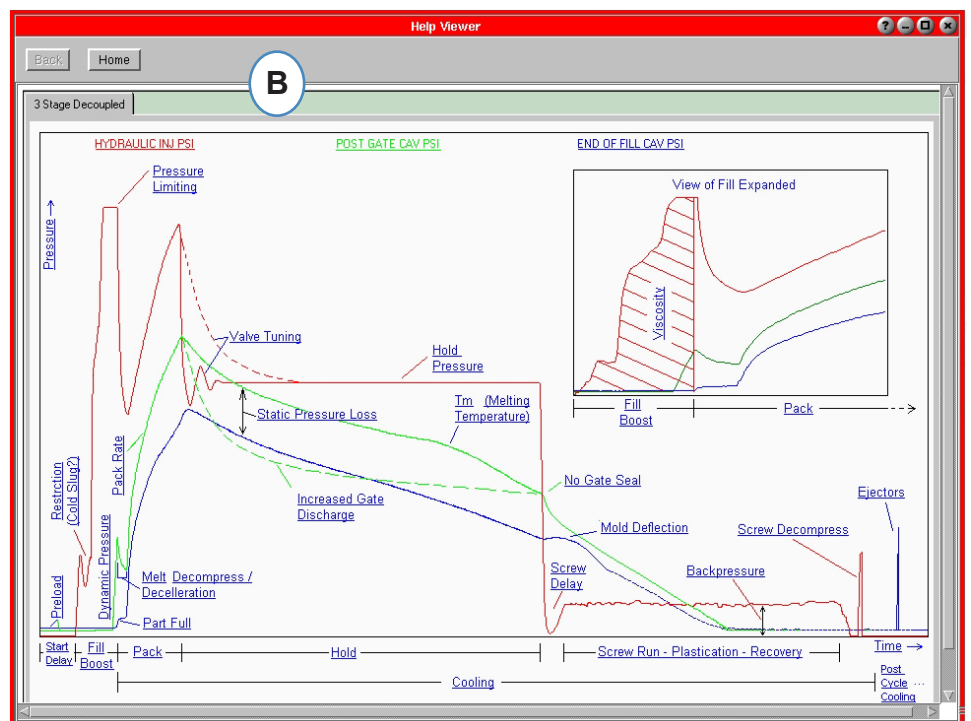 Help Viewer
?
Back
Home
B
3 Stage Decoupled
HYDRAULIC INJ PSI
POST GATE CAV PSI
END OF FILL CAV PSI
Pressure
Limiting
View of Fill Expanded
Pressure →
Viscosity
Valve Tuning
Hold
Pressure
Static Pressure Loss
Tm (Melting
Temperature)
Fill
Boost
Pack
Pack Rate
Restrction
(Cold Slug?)
Increased Gate
Discharge
No Gate Seal
Ejectors
Mold Deflection
Screw Decompress
Dynamic Pressure
Preload
Melt Decompress /
Decelleration
Screw
Delay
Backpressure
Part Full
Start
Delay
Fill
Boost
Pack
Hold
Screw Run - Plastication - Recovery
Time →
Cooling
Post
Cycle ...
Cooling